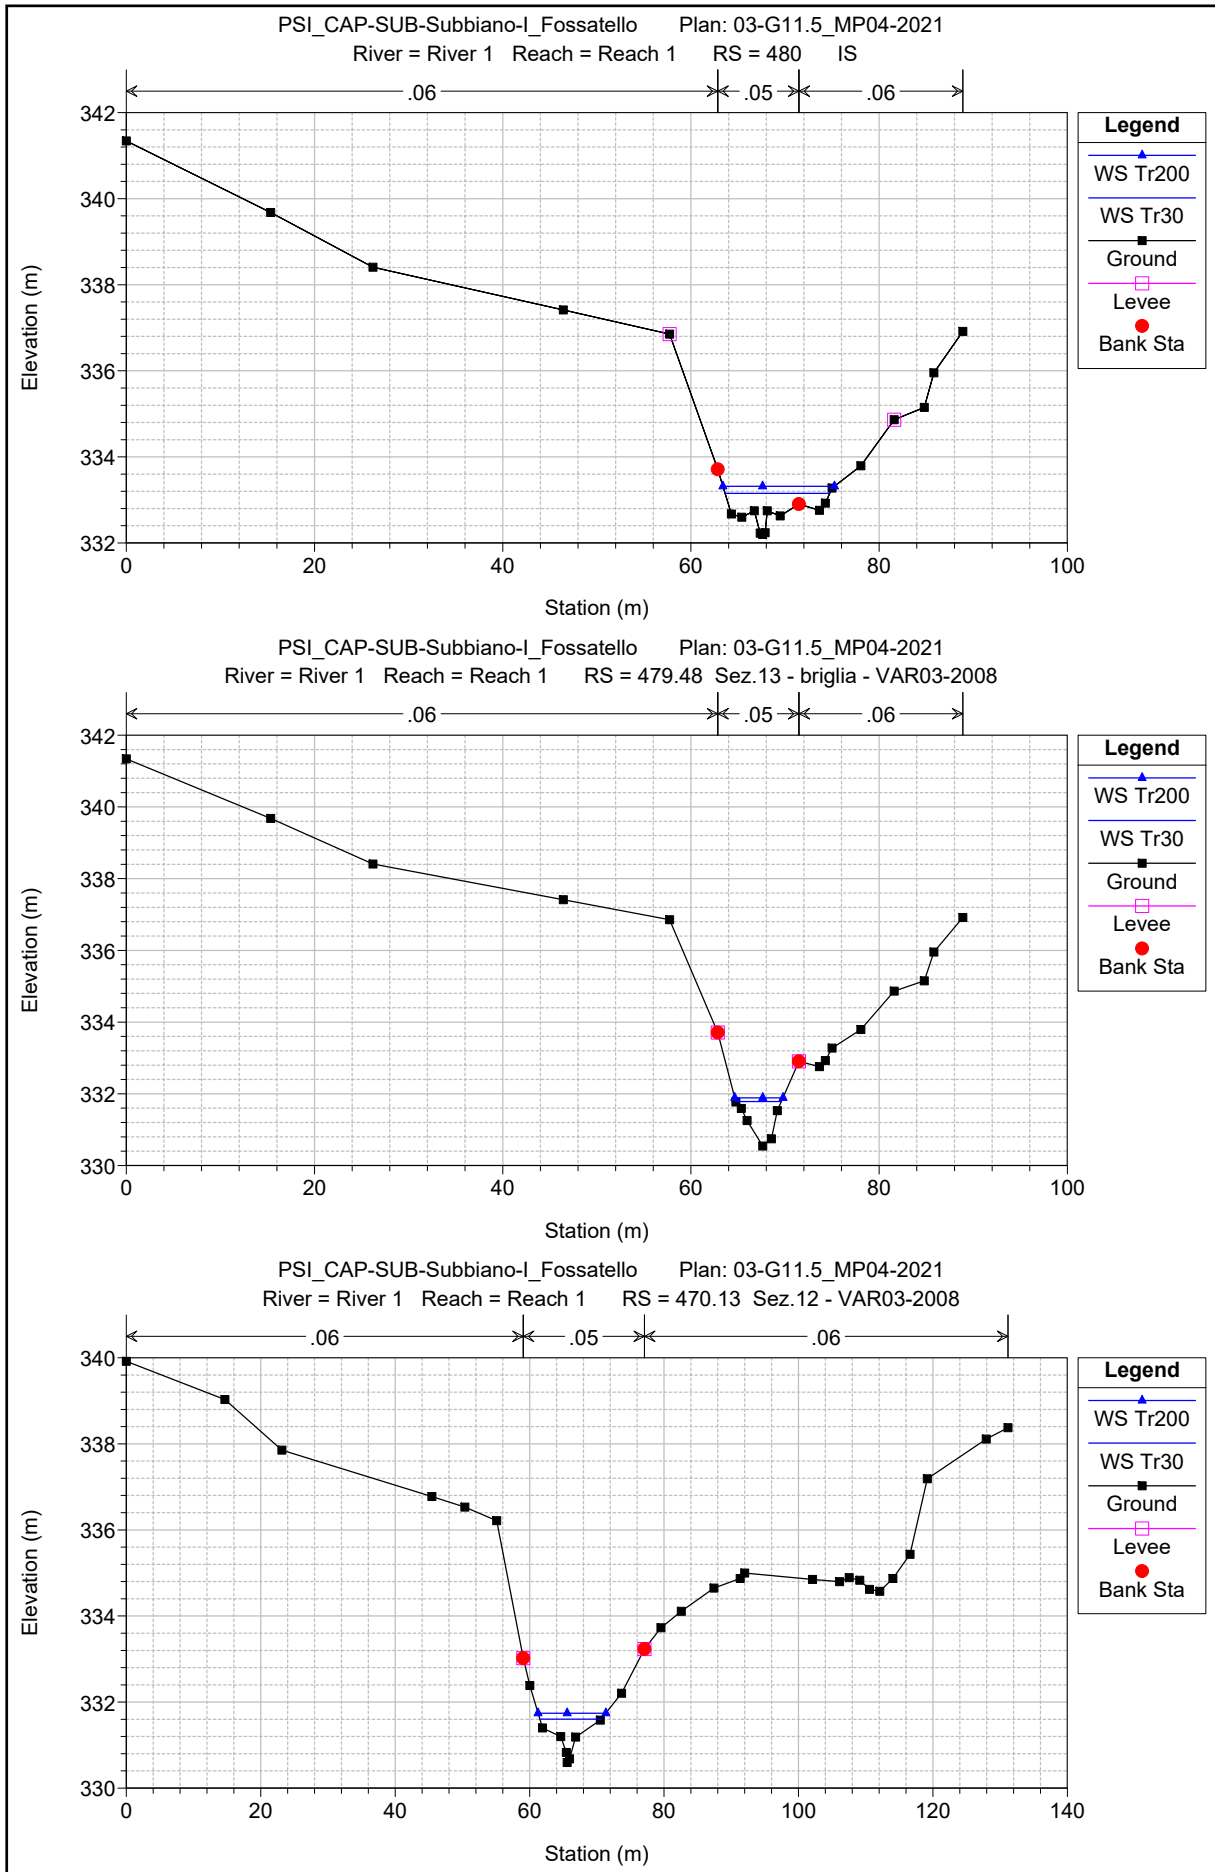 PSI_CAP-SUB-Subbiano-I_Fossatello Plan: 03-G11.5_MP04-2021
River = River 1 Reach = Reach 1 RS = 480 IS
.06 .05 .06
342
340
338
336
334
332
0 20 40 60 80 100
Elevation (m)
Station (m)
Legend
WS Tr200
WS Tr30
Ground
Levee
Bank Sta
PSI_CAP-SUB-Subbiano-I_Fossatello Plan: 03-G11.5_MP04-2021
River = River 1 Reach = Reach 1 RS = 479.48 Sez.13 - briglia - VAR03-2008
.06 .05 .06
342
340
338
336
334
332
330
0 20 40 60 80 100
Elevation (m)
Station (m)
Legend
WS Tr200
WS Tr30
Ground
Levee
Bank Sta
PSI_CAP-SUB-Subbiano-I_Fossatello Plan: 03-G11.5_MP04-2021
River = River 1 Reach = Reach 1 RS = 470.13 Sez.12 - VAR03-2008
.06 .05 .06
340
338
336
334
332
330
0 20 40 60 80 100 120 140
Elevation (m)
Station (m)
Legend
WS Tr200
WS Tr30
Ground
Levee
Bank Sta